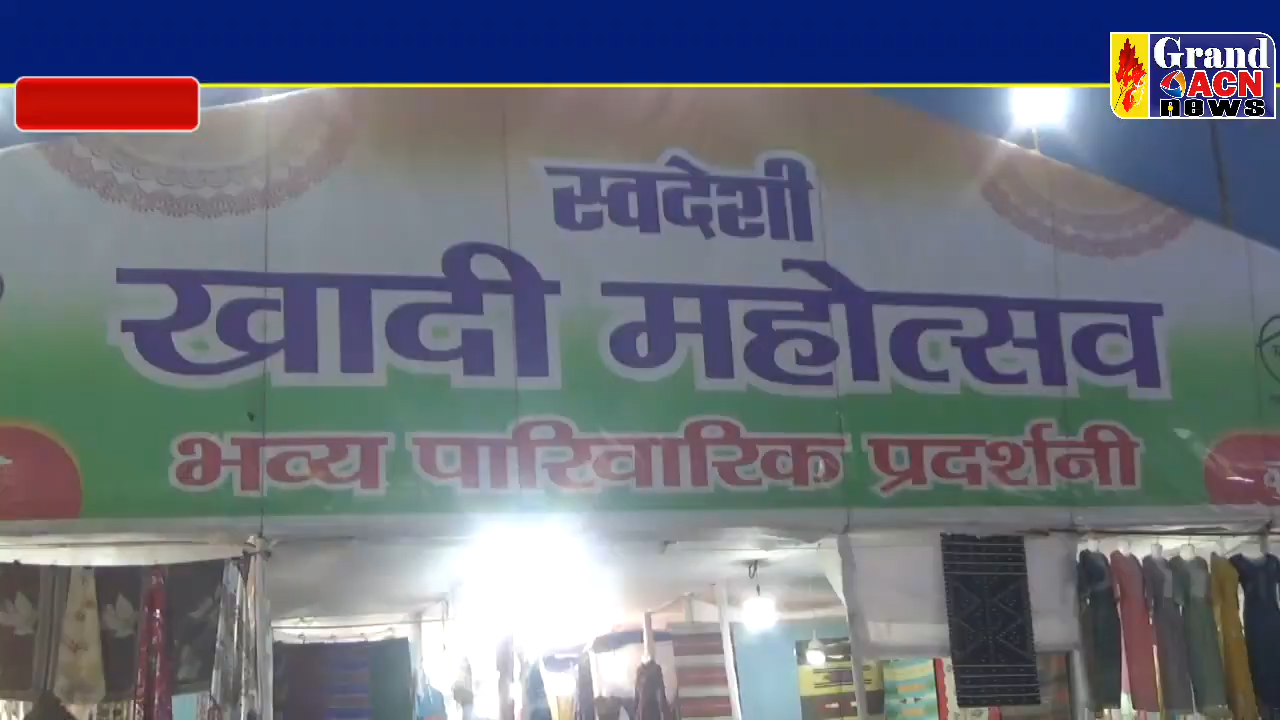 Grand
ACN
news
स्वदेशी
खादी महोत्सव
भव्य पारिवारिक प्रदर्शनी